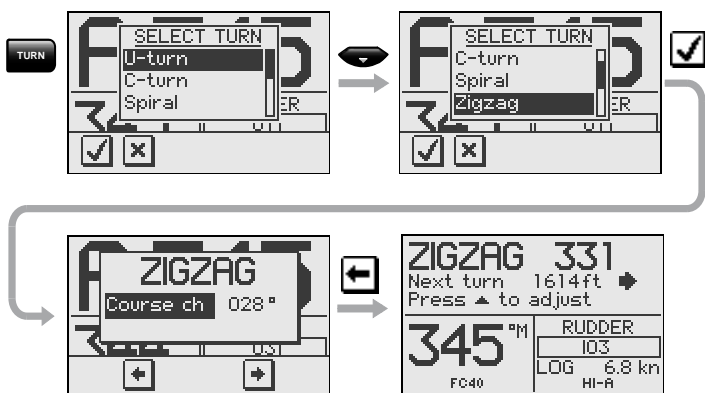 TURN
SELECT TURN
U-turn
C-turn
Spiral
SELECT TURN
C-turn
Spiral
Zigzag
ZIGZAG
Course ch 028°
ZIGZAG 331
Next turn 1614ft
Press ▲ to adjust
345 °M
FC40
RUDDER
I03
LOG 6.8 kn
HI-A